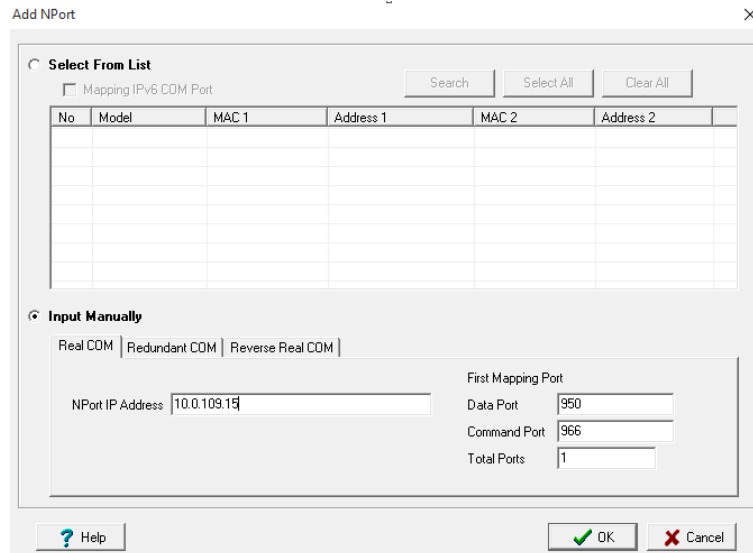 Add NPort
Select From List
Mapping IPv6 COM Port
Search
Select All
Clear All
No Model MAC 1 Address 1 MAC 2 Address 2
Input Manually
Real COM Redundant COM Reverse Real COM
First Mapping Port
NPort IP Address 10.0.109.15
Data Port 950
Command Port 966
Total Ports 1
Help
OK
Cancel